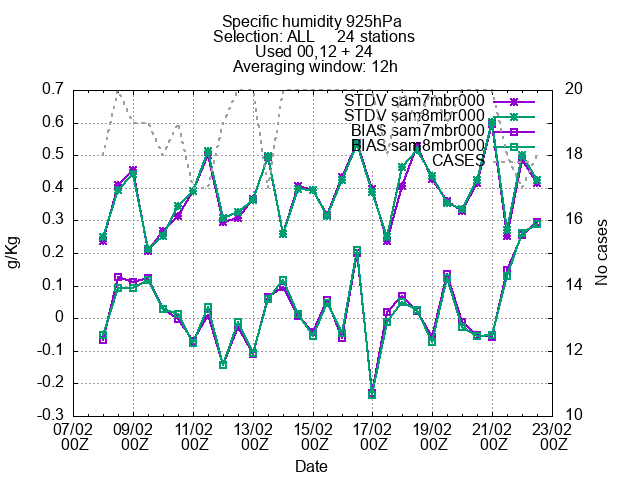 Specific humidity 925hPa
Selection: ALL 24 stations
Used 00,12 + 24
Averaging window: 12h
STDV sam7mbr000
STDV sam8mbr000
BIAS sam7mbr000
BIAS sam8mbr000
CASES
0.7
0.6
0.5
0.4
0.3
0.2
0.1
0
-0.1
-0.2
-0.3
g/Kg
20
18
16
14
12
10
No cases
07/02 09/02 11/02 13/02 15/02 17/02 19/02 21/02 23/02
00Z 00Z 00Z 00Z 00Z 00Z 00Z 00Z 00Z
Date